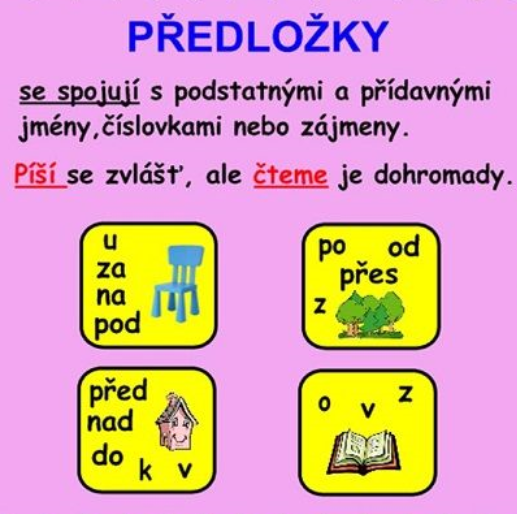 PŘEDLOŽKY
se spojují s podstatnými a přídavnými
jmény,číslovkami nebo zájmeny.
Píší se zvlášť, ale čteme je dohromady.
u
za
na
pod
po od
přes
z
před
nad
do k v
o v z